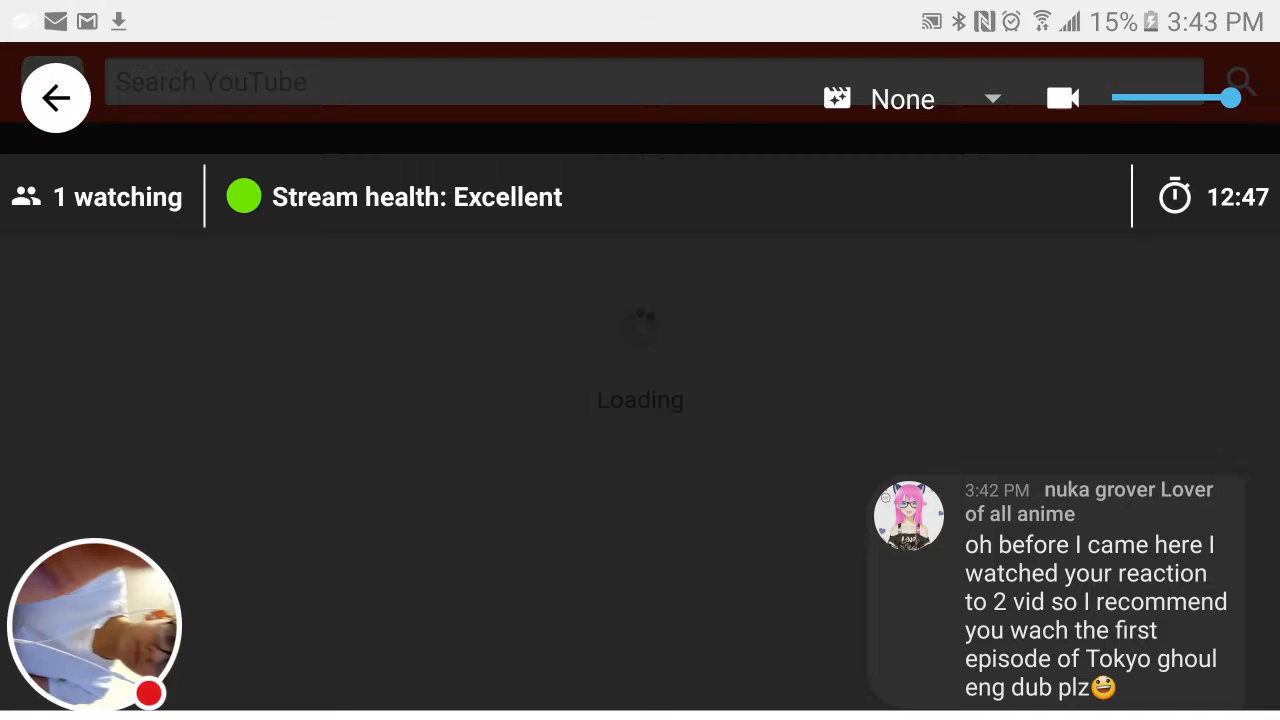 15% 3:43 PM
Search YouTube
None
1 watching
Stream health: Excellent
12:47
Loading
3:42 PM nuka grover Lover
of all anime
oh before I came here I
watched your reaction
to 2 vid so I recommend
you wach the first
episode of Tokyo ghoul
eng dub plz😃